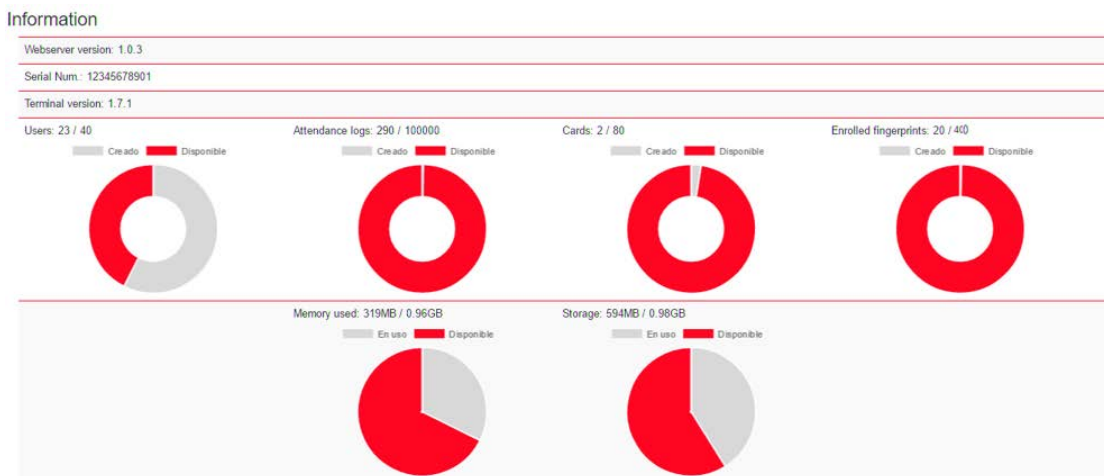 Information
Webserver version: 1.0.3
Serial Num.: 12345678901
Terminal version: 1.7.1
Users: 23 / 40
Creado Disponible
Attendance logs: 290 / 100000
Creado Disponible
Cards: 2 / 80
Creado Disponible
Enrolled fingerprints: 20 / 400
Creado Disponible
Memory used: 319MB / 0.96GB
En uso Disponible
Storage: 594MB / 0.98GB
En uso Disponible